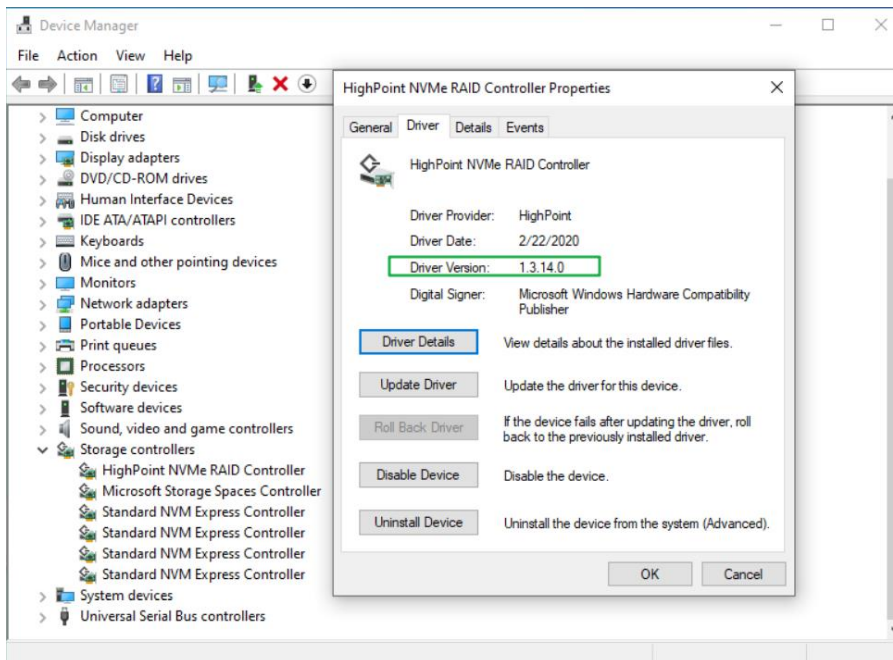 Device Manager
File Action View Help
Computer
Disk drives
Display adapters
DVD/CD-ROM drives
Human Interface Devices
IDE ATA/ATAPI controllers
Keyboards
Mice and other pointing devices
Monitors
Network adapters
Portable Devices
Print queues
Processors
Security devices
Software devices
Sound, video and game controllers
Storage controllers
HighPoint NVMe RAID Controller
Microsoft Storage Spaces Controller
Standard NVM Express Controller
Standard NVM Express Controller
Standard NVM Express Controller
Standard NVM Express Controller
System devices
Universal Serial Bus controllers
HighPoint NVMe RAID Controller Properties
General Driver Details Events
HighPoint NVMe RAID Controller
Driver Provider: HighPoint
Driver Date: 2/22/2020
Driver Version: 1.3.14.0
Digital Signer: Microsoft Windows Hardware Compatibility
Publisher
Driver Details View details about the installed driver files.
Update Driver Update the driver for this device.
Roll Back Driver If the device fails after updating the driver, roll
back to the previously installed driver.
Disable Device Disable the device.
Uninstall Device Uninstall the device from the system (Advanced).
OK Cancel